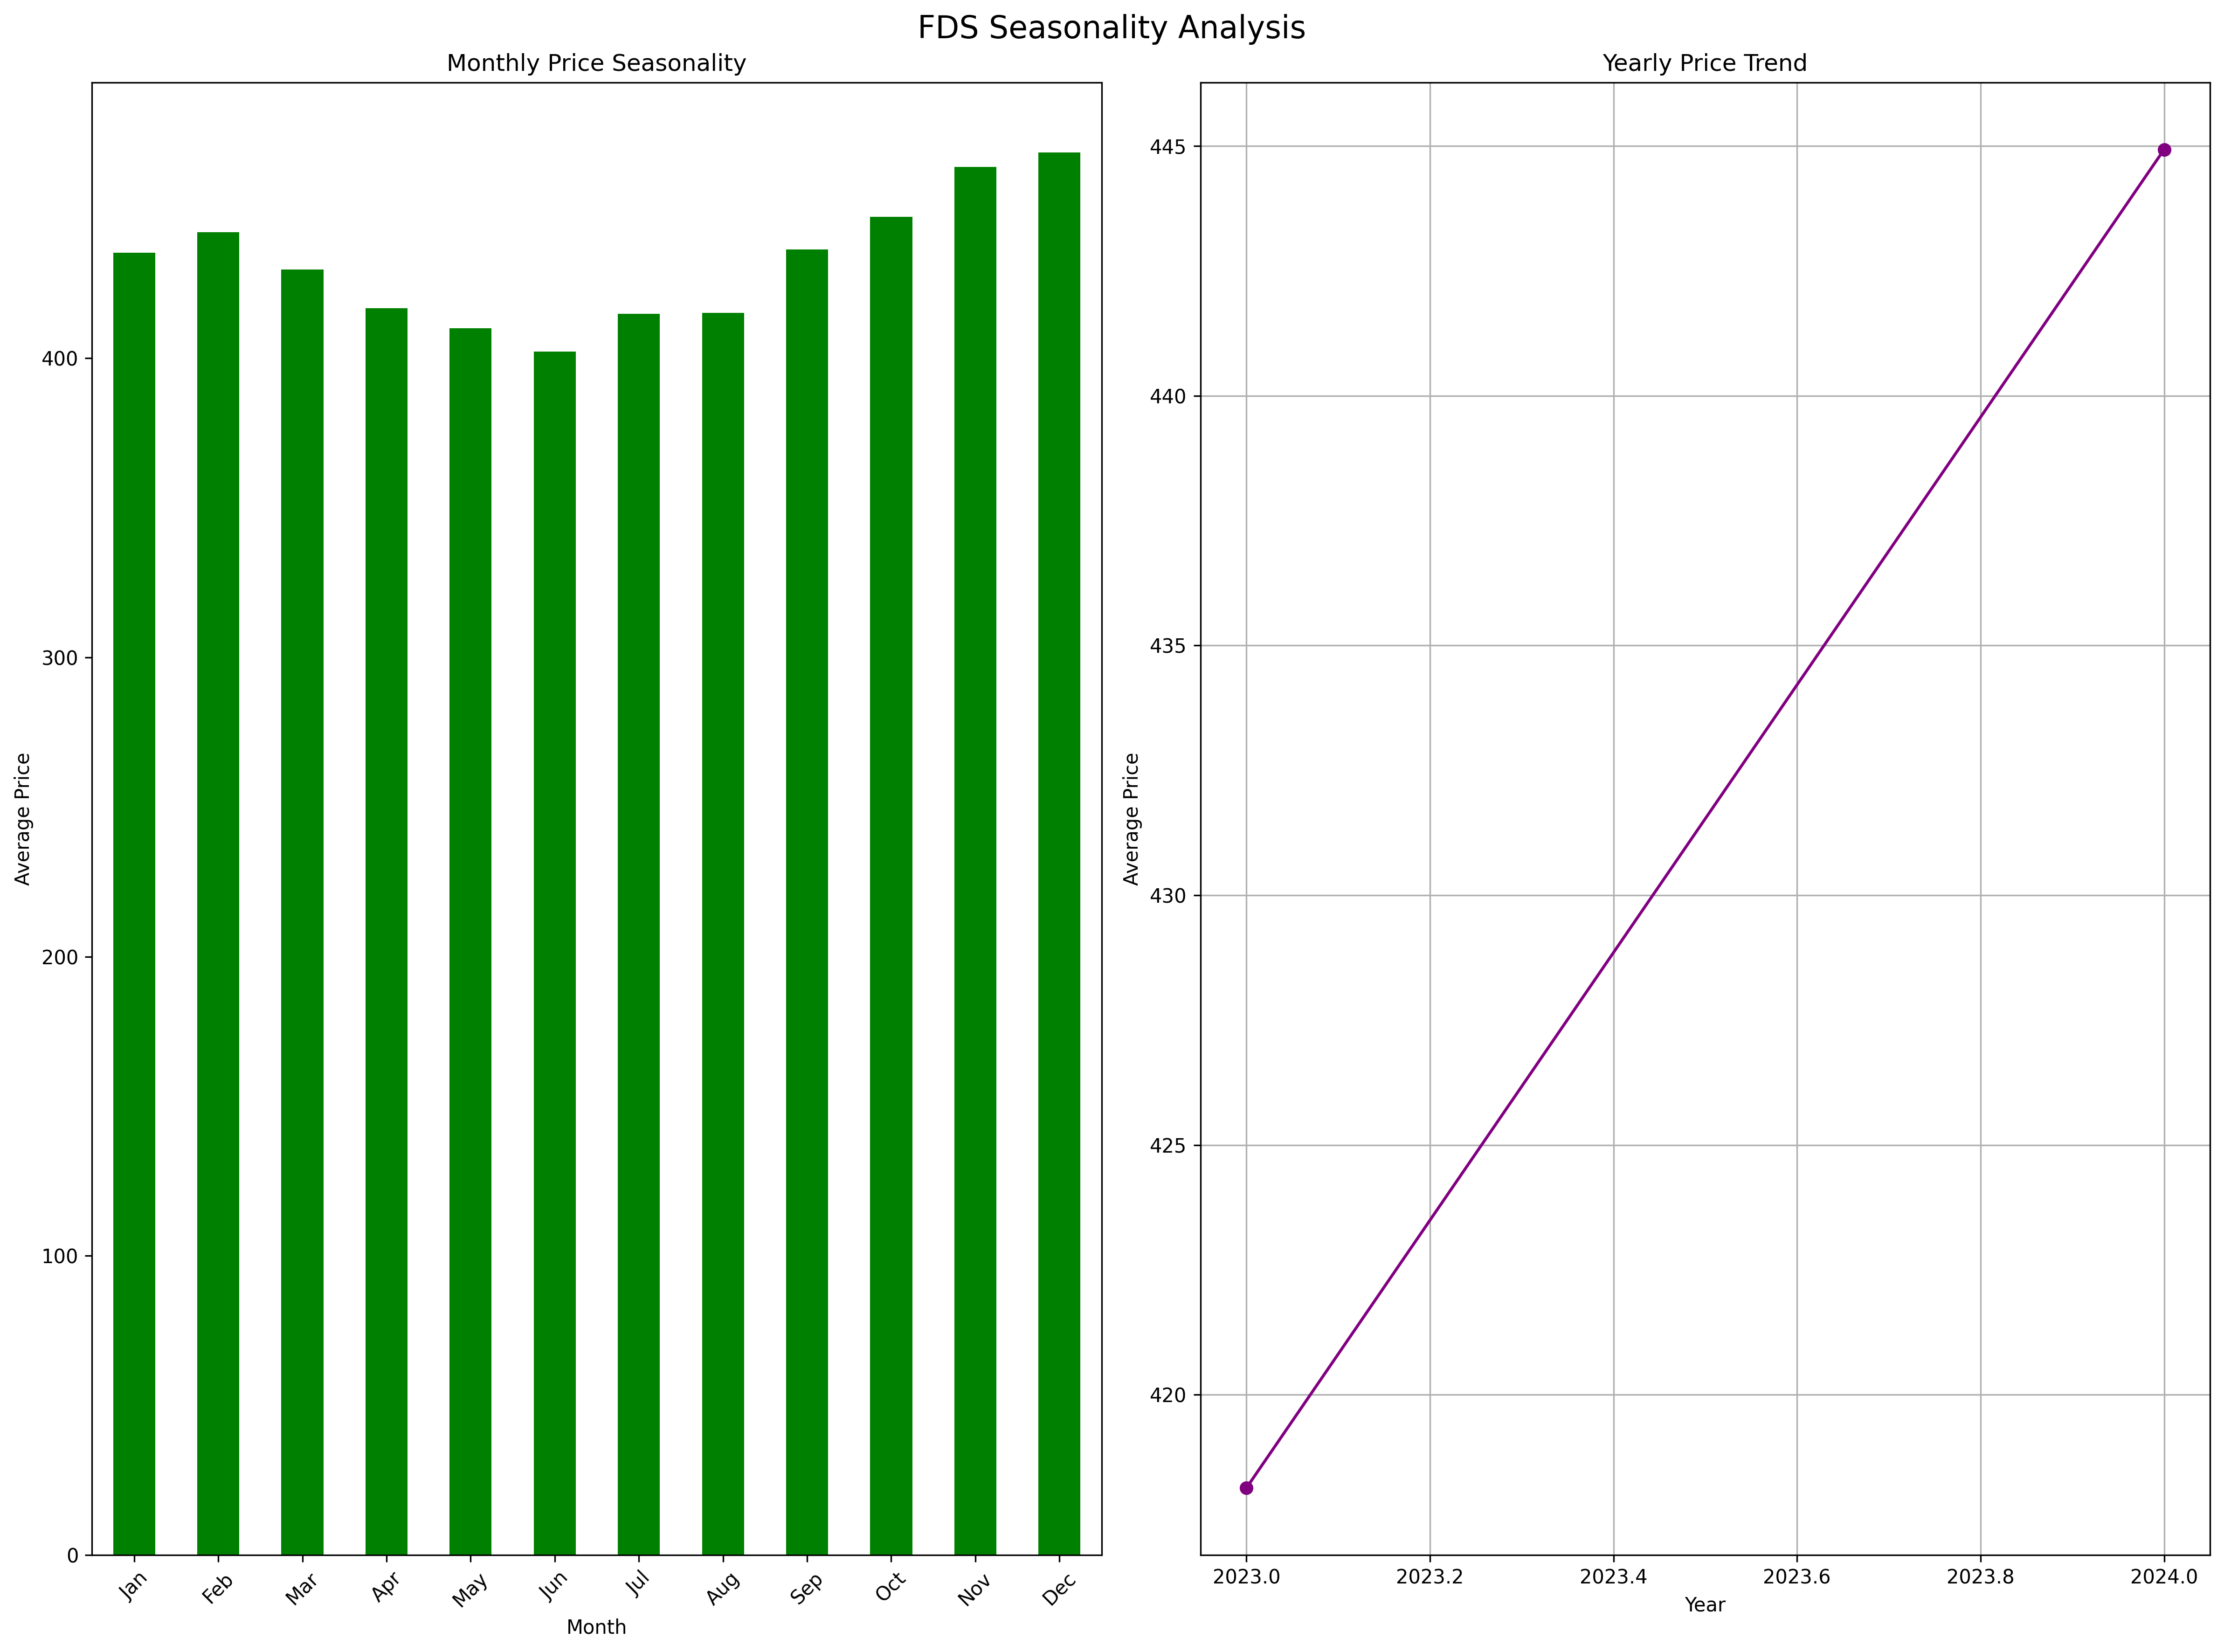 FDS Seasonality Analysis
Monthly Price Seasonality
Average Price
400
300
200
100
0
Jan Feb Mar Apr May Jun Jul Aug Sep Oct Nov Dec
Month
Yearly Price Trend
Average Price
445
440
435
430
425
420
2023.0 2023.2 2023.4 2023.6 2023.8 2024.0
Year